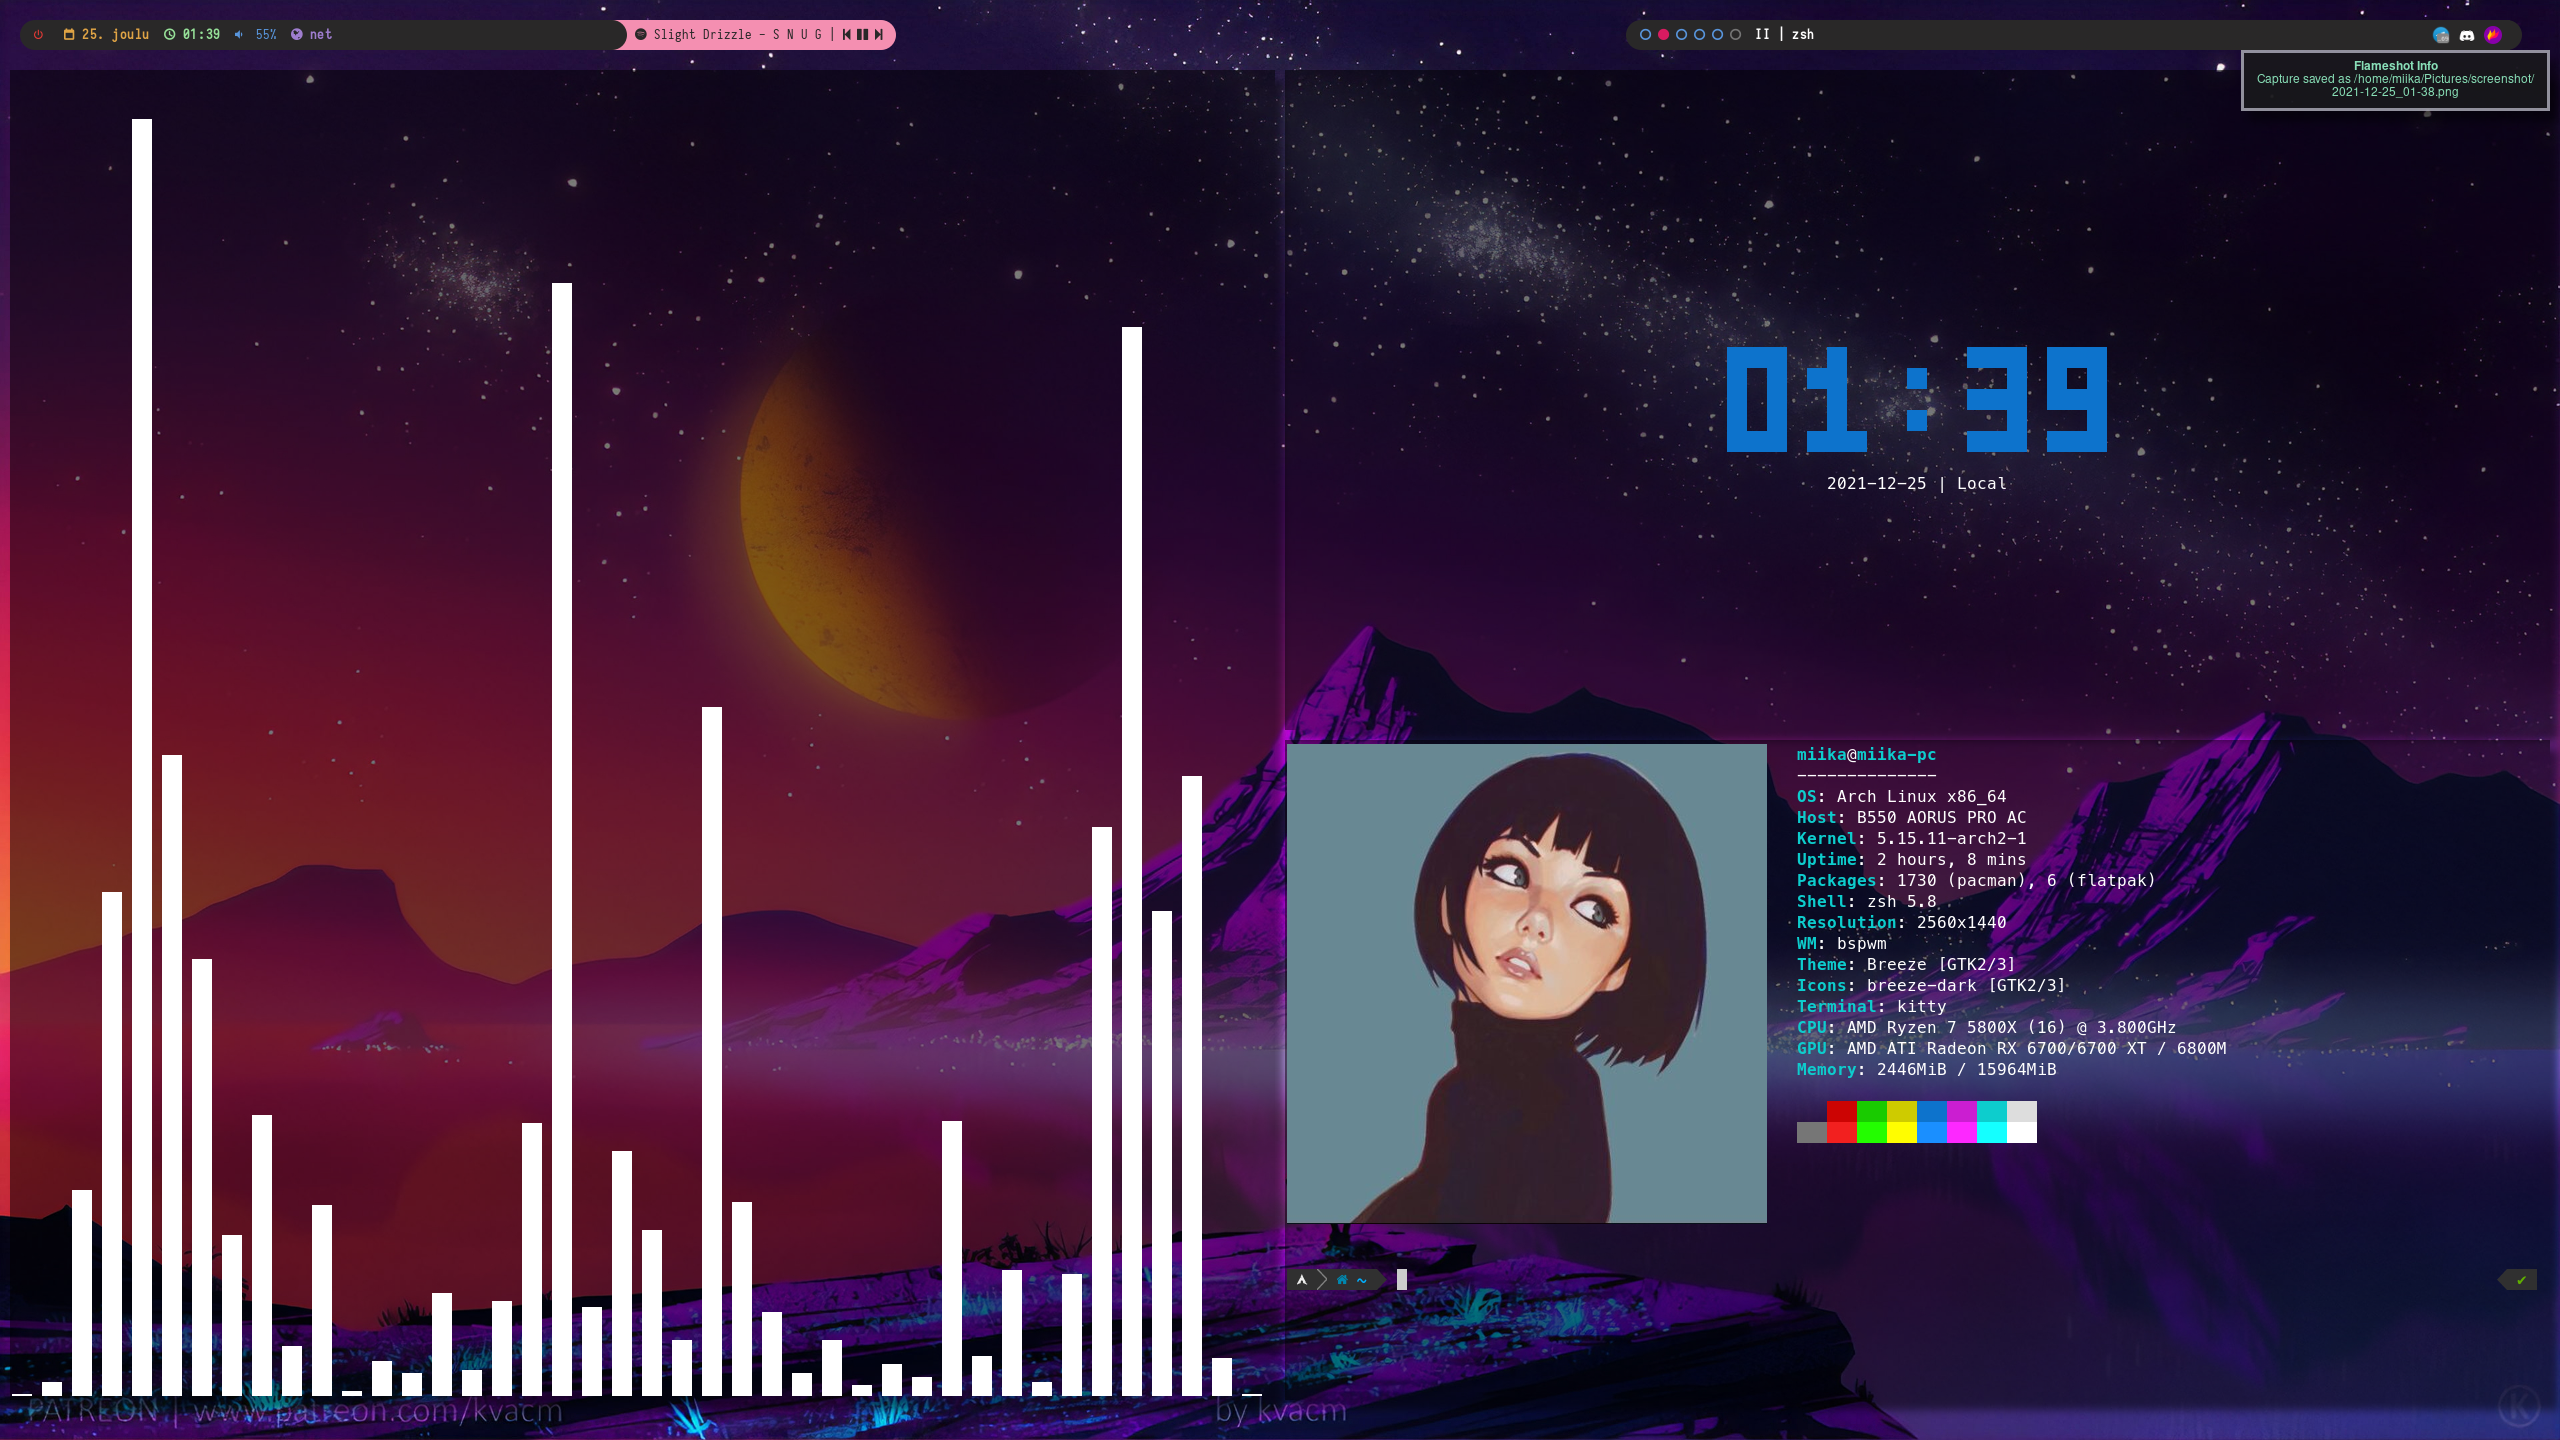 25. joulu 01:39 55% net
Slight Drizzle - S N U G |
II | zsh
Flameshot Info
Capture saved as /home/miika/Pictures/screenshot/
2021-12-25_01-38.png
01:39
2021-12-25 | Local
miika@miika-pc
--------------
OS: Arch Linux x86_64
Host: B550 AORUS PRO AC
Kernel: 5.15.11-arch2-1
Uptime: 2 hours, 8 mins
Packages: 1730 (pacman), 6 (flatpak)
Shell: zsh 5.8
Resolution: 2560x1440
WM: bspwm
Theme: Breeze [GTK2/3]
Icons: breeze-dark [GTK2/3]
Terminal: kitty
CPU: AMD Ryzen 7 5800X (16) @ 3.800GHz
GPU: AMD ATI Radeon RX 6700/6700 XT / 6800M
Memory: 2446MiB / 15964MiB
~
PATREON | www.patreon.com/kvacm
by kvacm
K